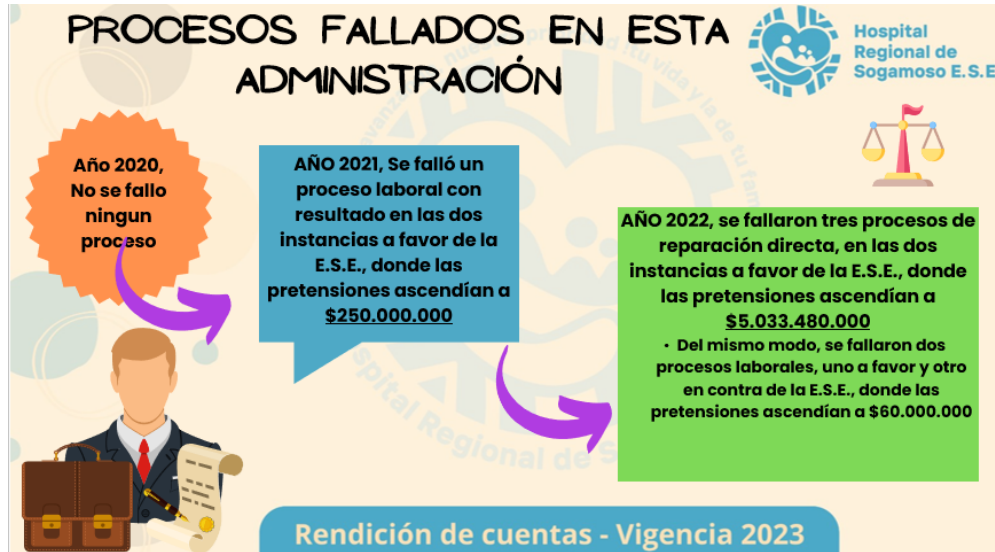 PROCESOS FALLADOS EN ESTA
ADMINISTRACIÓN
Hospital
Regional de
Sogamoso E.S.E
Año 2020,
No se fallo
ningun
proceso
AÑO 2021, Se falló un
proceso laboral con
resultado en las dos
instancias a favor de la
E.S.E., donde las
pretensiones ascendían a
$250.000.000
AÑO 2022, se fallaron tres procesos de
reparación directa, en las dos
instancias a favor de la E.S.E., donde
las pretensiones ascendían a
$5.033.480.000
• Del mismo modo, se fallaron dos
procesos laborales, uno a favor y otro
en contra de la E.S.E., donde las
pretensiones ascendían a $60.000.000
Rendición de cuentas - Vigencia 2023